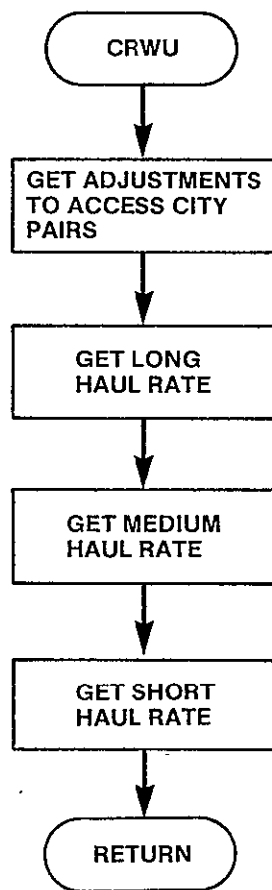 CRWU
GET ADJUSTMENTS
TO ACCESS CITY
PAIRS
GET LONG
HAUL RATE
GET MEDIUM
HAUL RATE
GET SHORT
HAUL RATE
RETURN